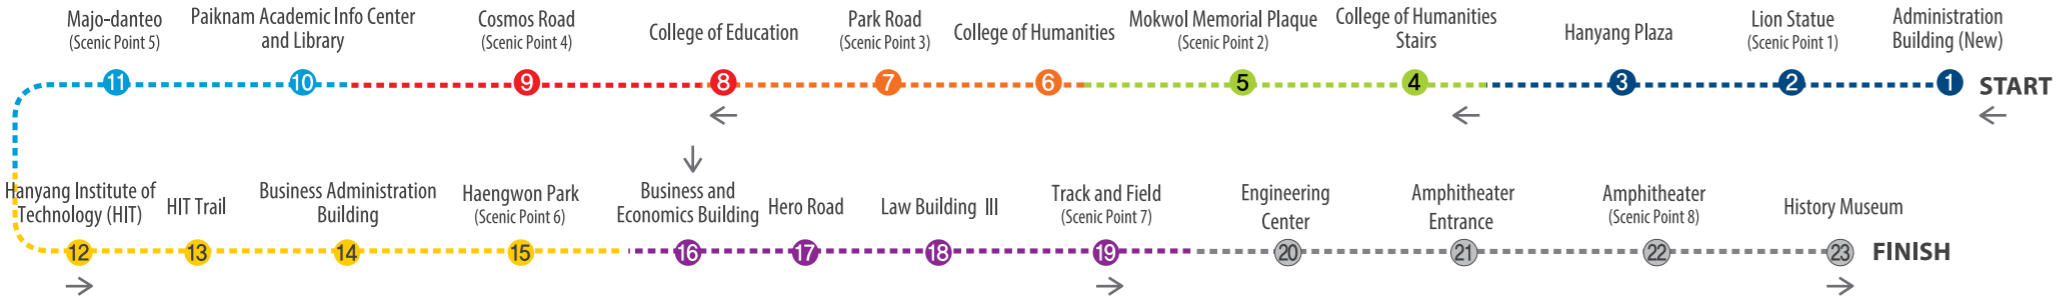 Majo-danteo
(Scenic Point 5)
Paiknam Academic Info Center
and Library
Cosmos Road
(Scenic Point 4)
College of Education
Park Road
(Scenic Point 3)
College of Humanities
Mokwol Memorial Plaque
(Scenic Point 2)
College of Humanities
Stairs
Hanyang Plaza
Lion Statue
(Scenic Point 1)
Administration
Building (New)
11
10
9
8
7
6
5
4
3
2
1
START
Hanyang Institute of
Technology (HIT)
HIT Trail
Business Administration
Building
Haengwon Park
(Scenic Point 6)
Business and
Economics Building
Hero Road
Law Building III
Track and Field
(Scenic Point 7)
Engineering
Center
Amphitheater
Entrance
Amphitheater
(Scenic Point 8)
History Museum
12
13
14
15
16
17
18
19
20
21
22
23
FINISH